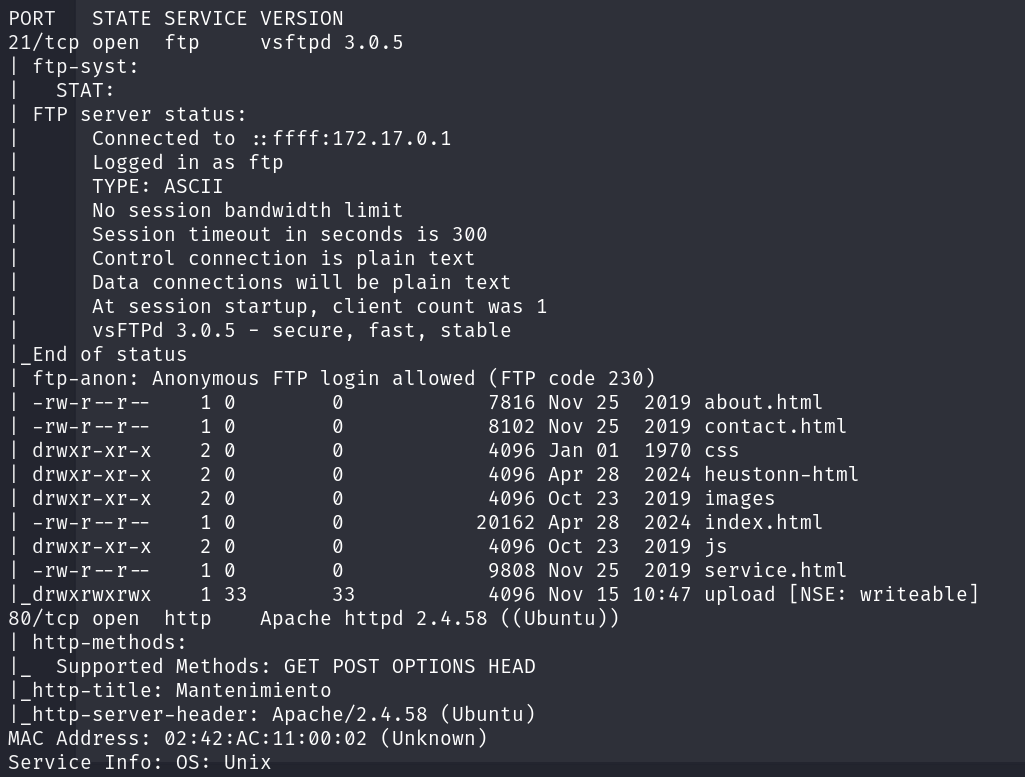 PORT   STATE SERVICE VERSION
21/tcp open  ftp     vsftpd 3.0.5
| ftp-syst:
|   STAT:
| FTP server status:
|      Connected to ::ffff:172.17.0.1
|      Logged in as ftp
|      TYPE: ASCII
|      No session bandwidth limit
|      Session timeout in seconds is 300
|      Control connection is plain text
|      Data connections will be plain text
|      At session startup, client count was 1
|      vsFTPd 3.0.5 - secure, fast, stable
|_End of status
| ftp-anon: Anonymous FTP login allowed (FTP code 230)
| -rw-r--r--    1 0        0            7816 Nov 25  2019 about.html
| -rw-r--r--    1 0        0            8102 Nov 25  2019 contact.html
| drwxr-xr-x    2 0        0            4096 Jan 01  1970 css
| drwxr-xr-x    2 0        0            4096 Apr 28  2024 heustonn-html
| drwxr-xr-x    2 0        0            4096 Oct 23  2019 images
| -rw-r--r--    1 0        0           20162 Apr 28  2024 index.html
| drwxr-xr-x    2 0        0            4096 Oct 23  2019 js
| -rw-r--r--    1 0        0            9808 Nov 25  2019 service.html
|_drwxrwxrwx    1 33       33           4096 Nov 15 10:47 upload [NSE: writeable]
80/tcp open  http    Apache httpd 2.4.58 ((Ubuntu))
| http-methods:
|_  Supported Methods: GET POST OPTIONS HEAD
|_http-title: Mantenimiento
|_http-server-header: Apache/2.4.58 (Ubuntu)
MAC Address: 02:42:AC:11:00:02 (Unknown)
Service Info: OS: Unix